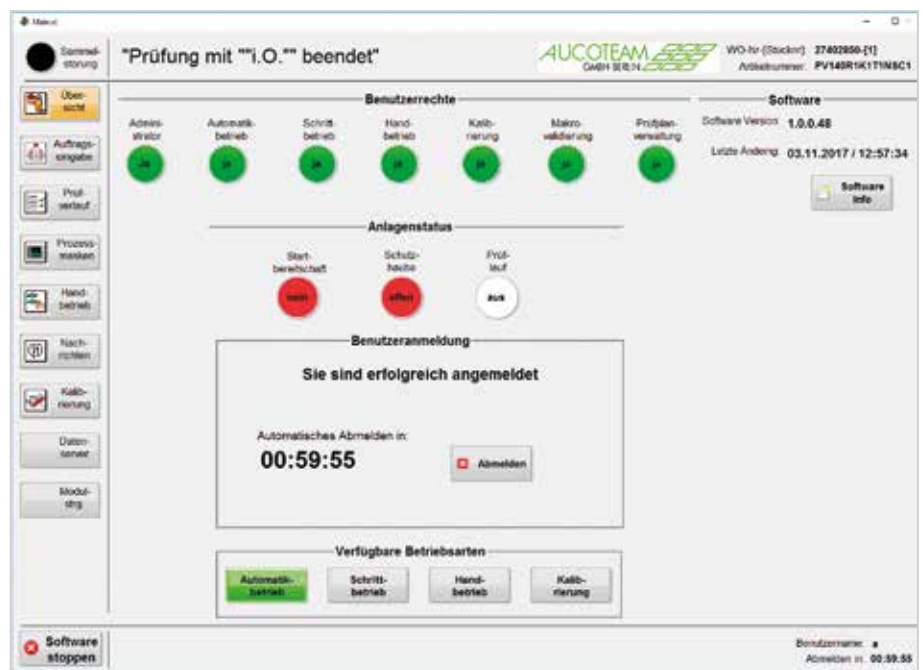 Sammel-
störung
"Prüfung mit ""i.O."" beendet"
AUCOTEAM
GMBH BERLIN
WO-Nr-[Stücknr]: 27402850-[1]
Artikelnummer: PV140R1K1T1NSC1
Über-
sicht
Auftrags-
eingabe
Prüf-
verlauf
Prozess-
masken
Hand-
betrieb
Nach-
richten
Kalib-
rierung
Daten-
server
Modul-
strg
Benutzerrechte
Admini-
strator
ja
Automatik-
betrieb
ja
Schritt-
betrieb
ja
Hand-
betrieb
ja
Kalib-
rierung
ja
Makro-
validierung
ja
Prüfplan-
verwaltung
ja
Software
Software Version: 1.0.0.48
Letzte Änderng: 03.11.2017 / 12:57:34
Software
Info
Anlagenstatus
Start-
bereitschaft
nein
Schutz-
haube
offen
Prüf-
lauf
aus
Benutzeranmeldung
Sie sind erfolgreich angemeldet
Automatisches Abmelden in:
00:59:55
Abmelden
Verfügbare Betriebsarten
Automatik-
betrieb
Schritt-
betrieb
Hand-
betrieb
Kalib-
rierung
Software
stoppen
Benutzername: a
Abmelden in: 00:59:55